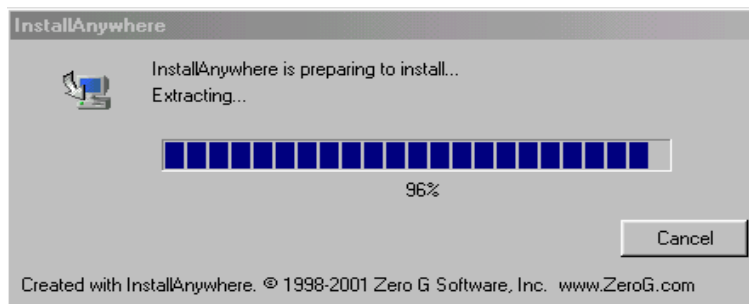 InstallAnywhere
InstallAnywhere is preparing to install...
Extracting...
96%
Cancel
Created with InstallAnywhere. © 1998-2001 Zero G Software, Inc. www.ZeroG.com